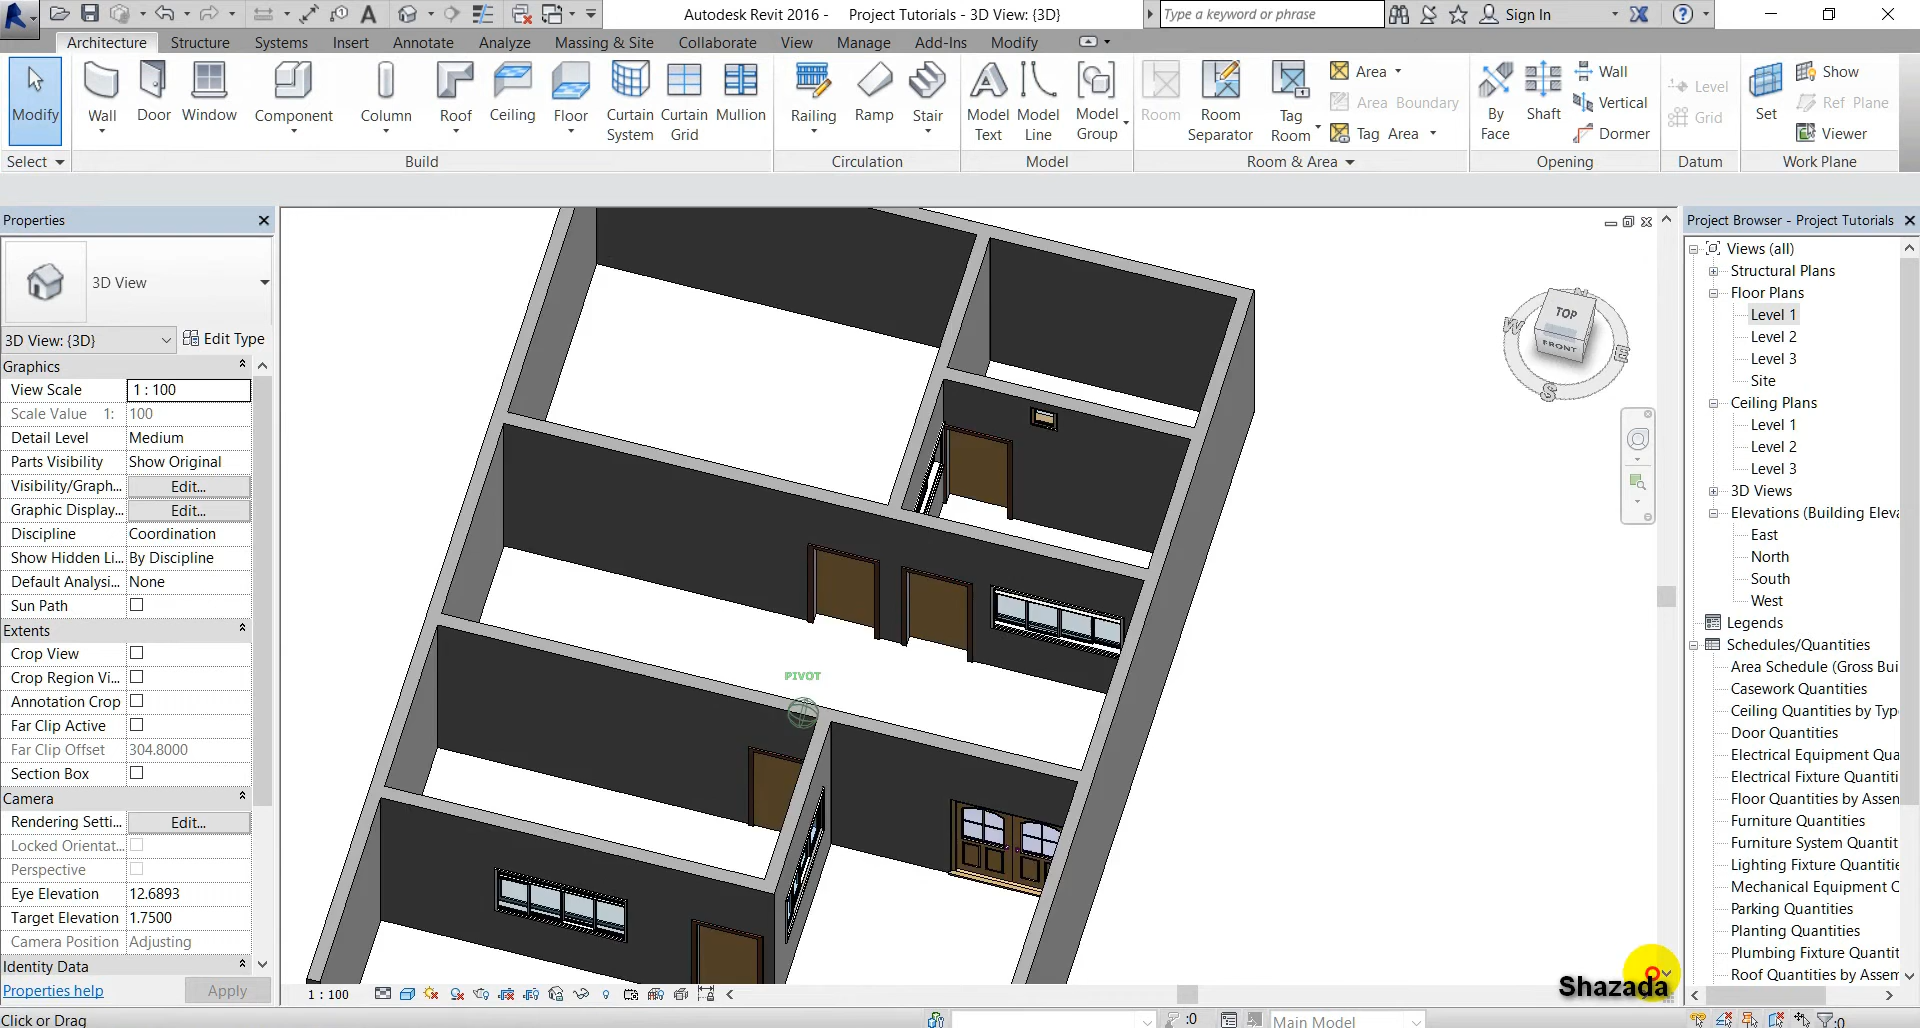 Autodesk Revit 2016 - Project Tutorials - 3D View: {3D}
Type a keyword or phrase
Sign In
Architecture Structure Systems Insert Annotate Analyze Massing & Site Collaborate View Manage Add-Ins Modify
Modify Wall Door Window Component Column Roof Ceiling Floor Curtain System Curtain Grid Mullion Railing Ramp Stair Model Text Model Line Model Group Room Room Separator Tag Room
Area
Area Boundary
Tag Area
By Face Shaft
Wall
Vertical
Dormer
Level
Grid
Set
Show
Ref Plane
Viewer
Select Build Circulation Model Room & Area Opening Datum Work Plane
Properties
3D View
3D View: {3D} Edit Type
Graphics
View Scale 1 : 100
Scale Value 1: 100
Detail Level Medium
Parts Visibility Show Original
Visibility/Graph... Edit...
Graphic Display... Edit...
Discipline Coordination
Show Hidden Li... By Discipline
Default Analysi... None
Sun Path
Extents
Crop View
Crop Region Vi...
Annotation Crop
Far Clip Active
Far Clip Offset 304.8000
Section Box
Camera
Rendering Setti... Edit...
Locked Orientat...
Perspective
Eye Elevation 12.6893
Target Elevation 1.7500
Camera Position Adjusting
Identity Data
Properties help Apply
PIVOT
TOP
FRONT
W
E
S
1 : 100
Shazada
Project Browser - Project Tutorials
Views (all)
Structural Plans
Floor Plans
Level 1
Level 2
Level 3
Site
Ceiling Plans
Level 1
Level 2
Level 3
3D Views
Elevations (Building Eleva
East
North
South
West
Legends
Schedules/Quantities
Area Schedule (Gross Bui
Casework Quantities
Ceiling Quantities by Typ
Door Quantities
Electrical Equipment Qua
Electrical Fixture Quantiti
Floor Quantities by Assen
Furniture Quantities
Furniture System Quantit
Lighting Fixture Quantitie
Mechanical Equipment C
Parking Quantities
Planting Quantities
Plumbing Fixture Quantit
Roof Quantities by Assem
Click or Drag
:0
Main Model
:0